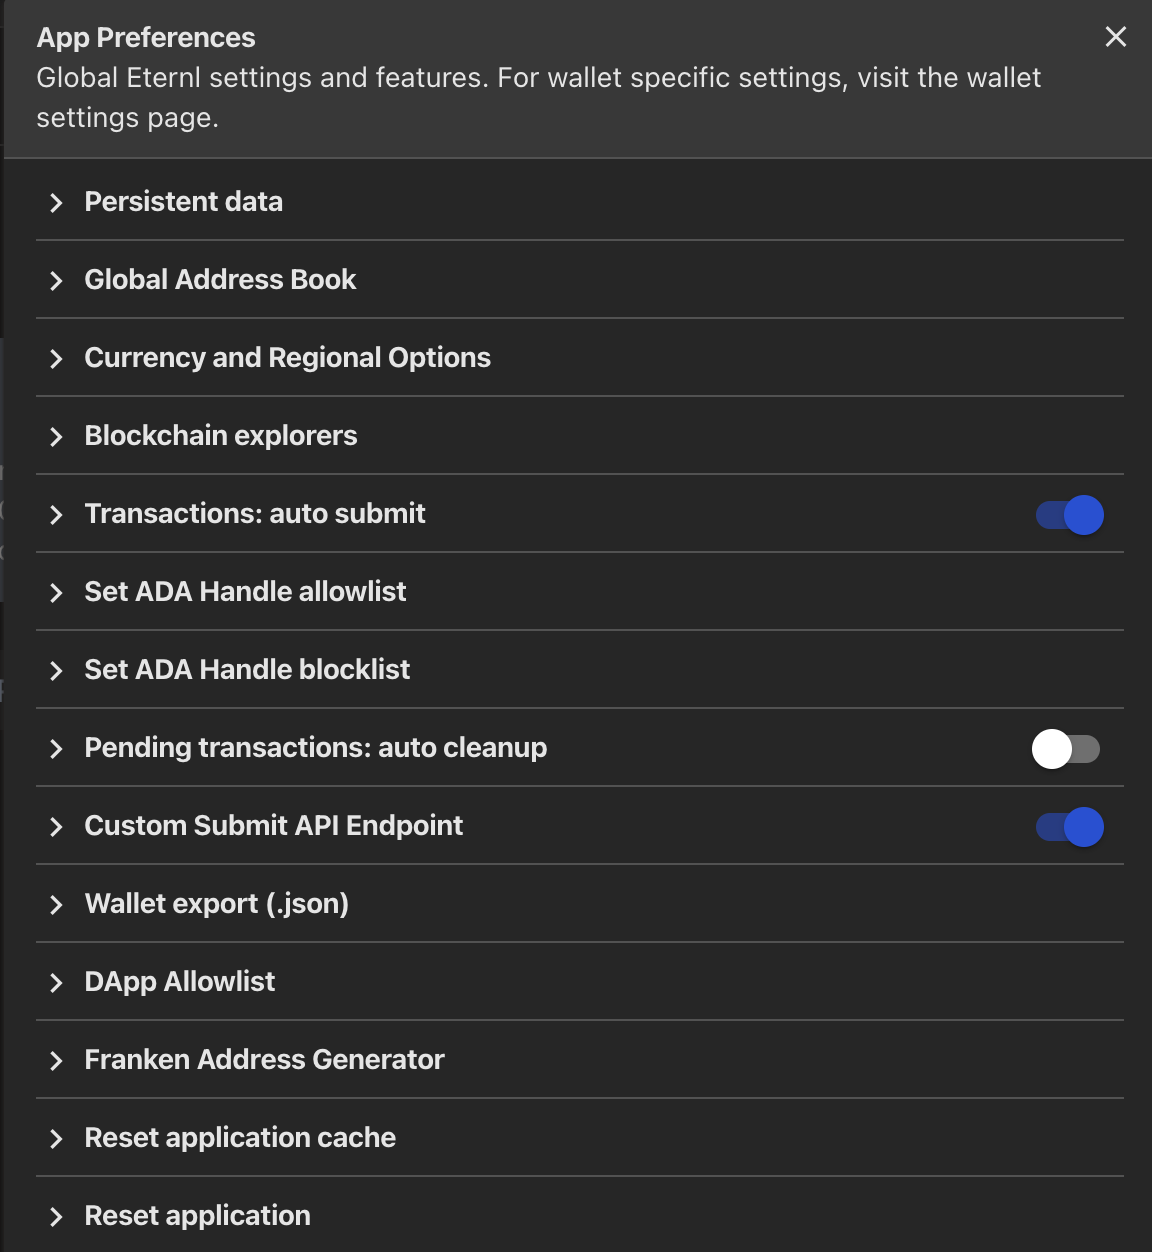 App Preferences
Global Eternl settings and features. For wallet specific settings, visit the wallet
settings page.
Persistent data
Global Address Book
Currency and Regional Options
Blockchain explorers
Transactions: auto submit
Set ADA Handle allowlist
Set ADA Handle blocklist
Pending transactions: auto cleanup
Custom Submit API Endpoint
Wallet export (.json)
DApp Allowlist
Franken Address Generator
Reset application cache
Reset application